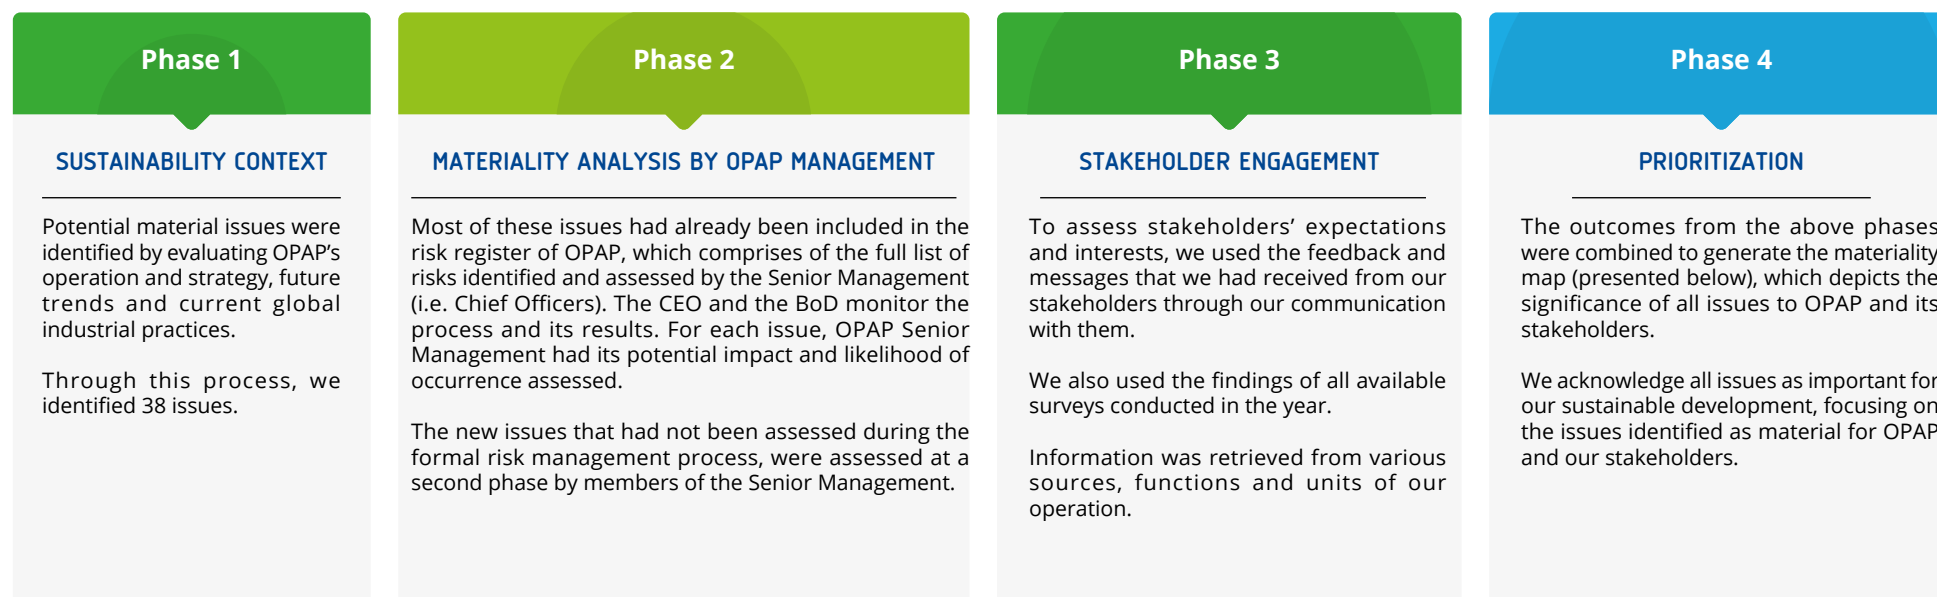 Phase 1
SUSTAINABILITY CONTEXT
Potential material issues were
identified by evaluating OPAP’s
operation and strategy, future
trends and current global
industrial practices.
Through this process, we
identified 38 issues.
Phase 2
MATERIALITY ANALYSIS BY OPAP MANAGEMENT
Most of these issues had already been included in the
risk register of OPAP, which comprises of the full list of
risks identified and assessed by the Senior Management
(i.e. Chief Officers). The CEO and the BoD monitor the
process and its results. For each issue, OPAP Senior
Management had its potential impact and likelihood of
occurrence assessed.
The new issues that had not been assessed during the
formal risk management process, were assessed at a
second phase by members of the Senior Management.
Phase 3
STAKEHOLDER ENGAGEMENT
To assess stakeholders’ expectations
and interests, we used the feedback and
messages that we had received from our
stakeholders through our communication
with them.
We also used the findings of all available
surveys conducted in the year.
Information was retrieved from various
sources, functions and units of our
operation.
Phase 4
PRIORITIZATION
The outcomes from the above phases
were combined to generate the materiality
map (presented below), which depicts the
significance of all issues to OPAP and its
stakeholders.
We acknowledge all issues as important for
our sustainable development, focusing on
the issues identified as material for OPAP
and our stakeholders.